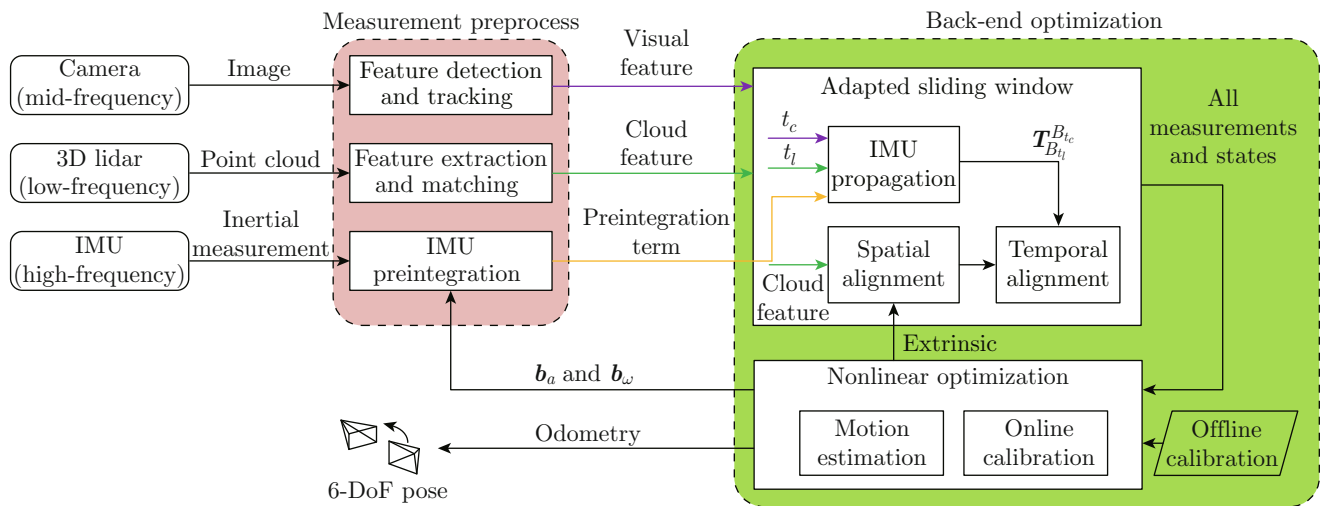 Measurement preprocess
Back-end optimization
Camera
(mid-frequency)
Image
Feature detection
and tracking
Visual
feature
3D lidar
(low-frequency)
Point cloud
Feature extraction
and matching
Cloud
feature
IMU
(high-frequency)
Inertial
measurement
IMU
preintegration
Preintegration
term
Adapted sliding window
t_c
t_l
IMU
propagation
T_{B_{t_l}}^{B_{t_c}}
Cloud
feature
Spatial
alignment
Temporal
alignment
All
measurements
and states
Extrinsic
b_a and b_ω
Nonlinear optimization
Motion
estimation
Online
calibration
Offline
calibration
Odometry
6-DoF pose